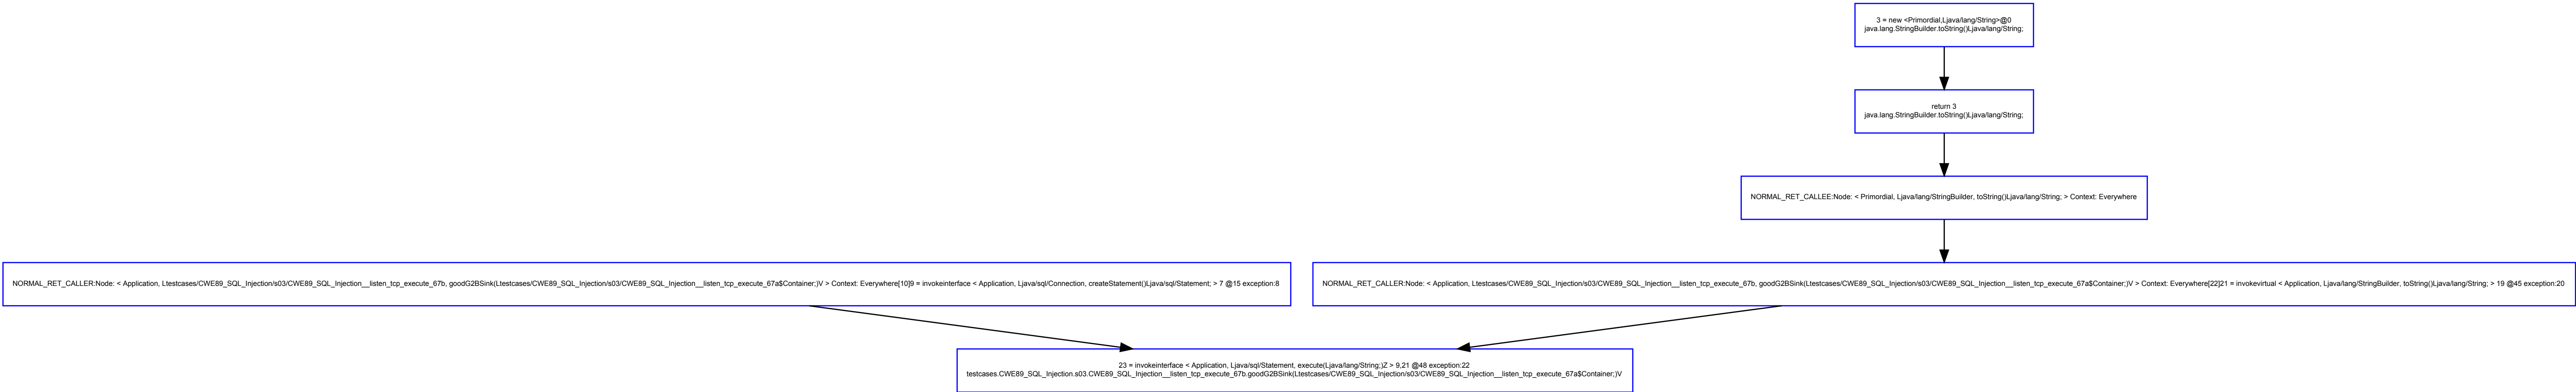 3 = new <Primordial,Ljava/lang/String>@0
java.lang.StringBuilder.toString()Ljava/lang/String;
return 3
java.lang.StringBuilder.toString()Ljava/lang/String;
NORMAL_RET_CALLEE:Node: < Primordial, Ljava/lang/StringBuilder, toString()Ljava/lang/String; > Context: Everywhere
NORMAL_RET_CALLER:Node: < Application, Ltestcases/CWE89_SQL_Injection/s03/CWE89_SQL_Injection__listen_tcp_execute_67b, goodG2BSink(Ltestcases/CWE89_SQL_Injection/s03/CWE89_SQL_Injection__listen_tcp_execute_67a$Container;)V > Context: Everywhere[10]9 = invokeinterface < Application, Ljava/sql/Connection, createStatement()Ljava/sql/Statement; > 7 @15 exception:8
NORMAL_RET_CALLER:Node: < Application, Ltestcases/CWE89_SQL_Injection/s03/CWE89_SQL_Injection__listen_tcp_execute_67b, goodG2BSink(Ltestcases/CWE89_SQL_Injection/s03/CWE89_SQL_Injection__listen_tcp_execute_67a$Container;)V > Context: Everywhere[22]21 = invokevirtual < Application, Ljava/lang/StringBuilder, toString()Ljava/lang/String; > 19 @45 exception:20
23 = invokeinterface < Application, Ljava/sql/Statement, execute(Ljava/lang/String;)Z > 9,21 @48 exception:22
testcases.CWE89_SQL_Injection.s03.CWE89_SQL_Injection__listen_tcp_execute_67b.goodG2BSink(Ltestcases/CWE89_SQL_Injection/s03/CWE89_SQL_Injection__listen_tcp_execute_67a$Container;)V